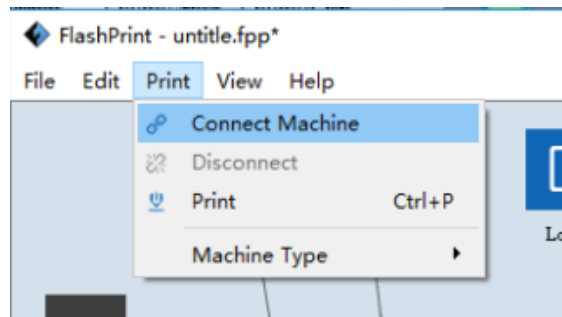 FlashPrint - untitle.fpp*
File Edit Print View Help
Connect Machine
Disconnect
Print Ctrl+P
Machine Type